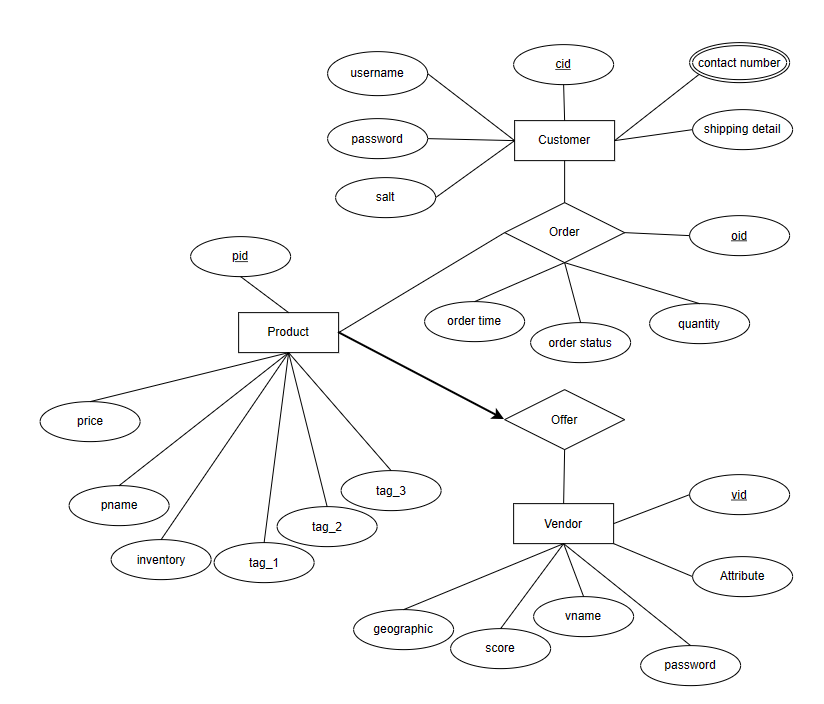 cid
contact number
username
shipping detail
password
Customer
salt
Order
oid
pid
order time
quantity
Product
order status
price
Offer
tag_3
vid
pname
tag_2
Vendor
inventory
tag_1
Attribute
vname
geographic
score
password